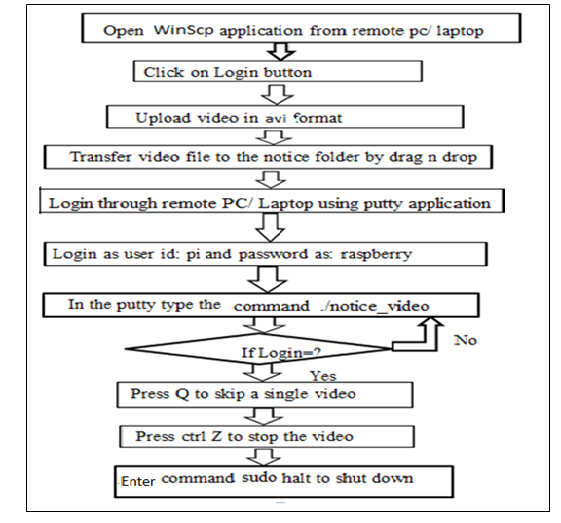 Open WinScp application from remote pc/ laptop
Click on Login button
Upload video in avi format
Transfer video file to the notice folder by drag n drop
Login through remote PC/ Laptop using putty application
Login as user id: pi and password as: raspberry
In the putty type the command ./notice_video
If Login=?
No
Yes
Press Q to skip a single video
Press ctrl Z to stop the video
Enter command sudo halt to shut down